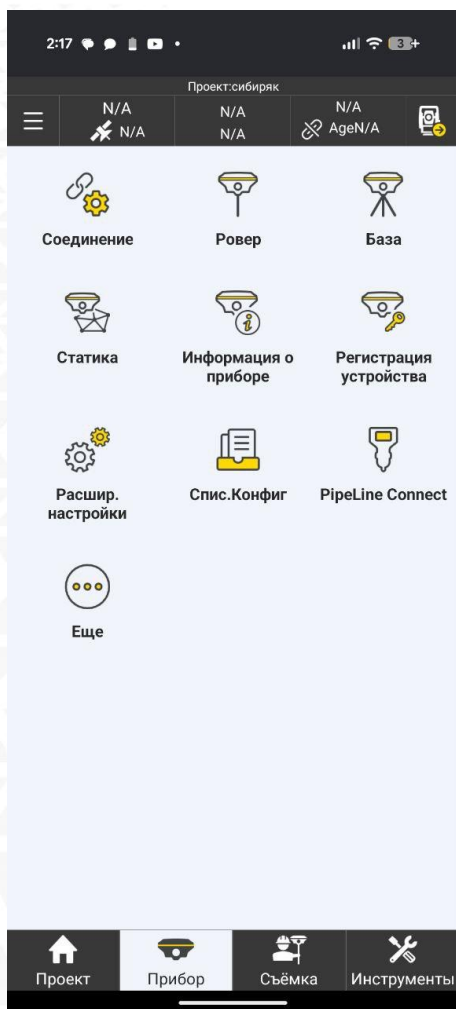 2:17
3+
Проект:сибиряк
N/A N/A N/A
N/A N/A AgeN/A
Соединение Ровер База
Статика Информация о Регистрация
приборе устройства
Расшир. Спис.Конфиг PipeLine Connect
настройки
Еще
Проект Прибор Съёмка Инструменты